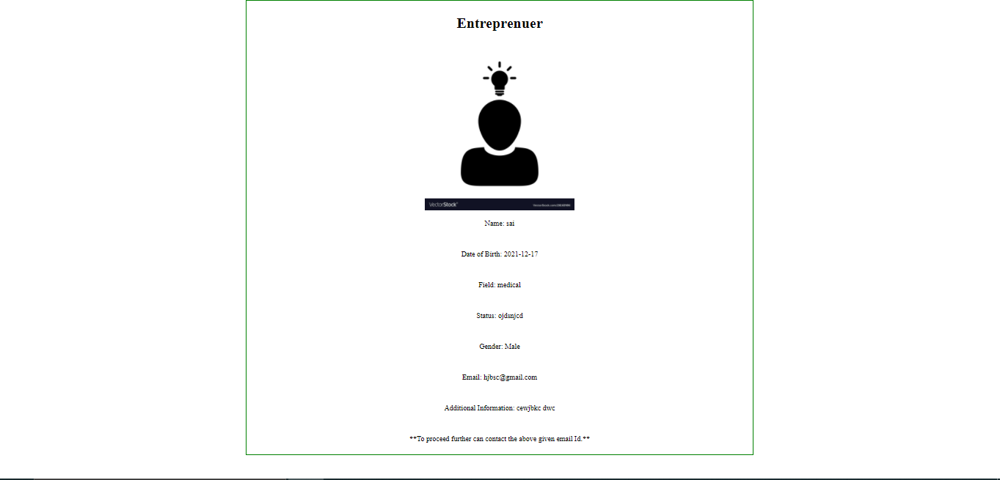 Entreprenuer
VectorStock®
Name: sai
Date of Birth: 2021-12-17
Field: medical
Status: ojdsnjcd
Gender: Male
Email: hjbsc@gmail.com
Additional Information: cewjbkc dwc
**To proceed further can contact the above given email Id.**